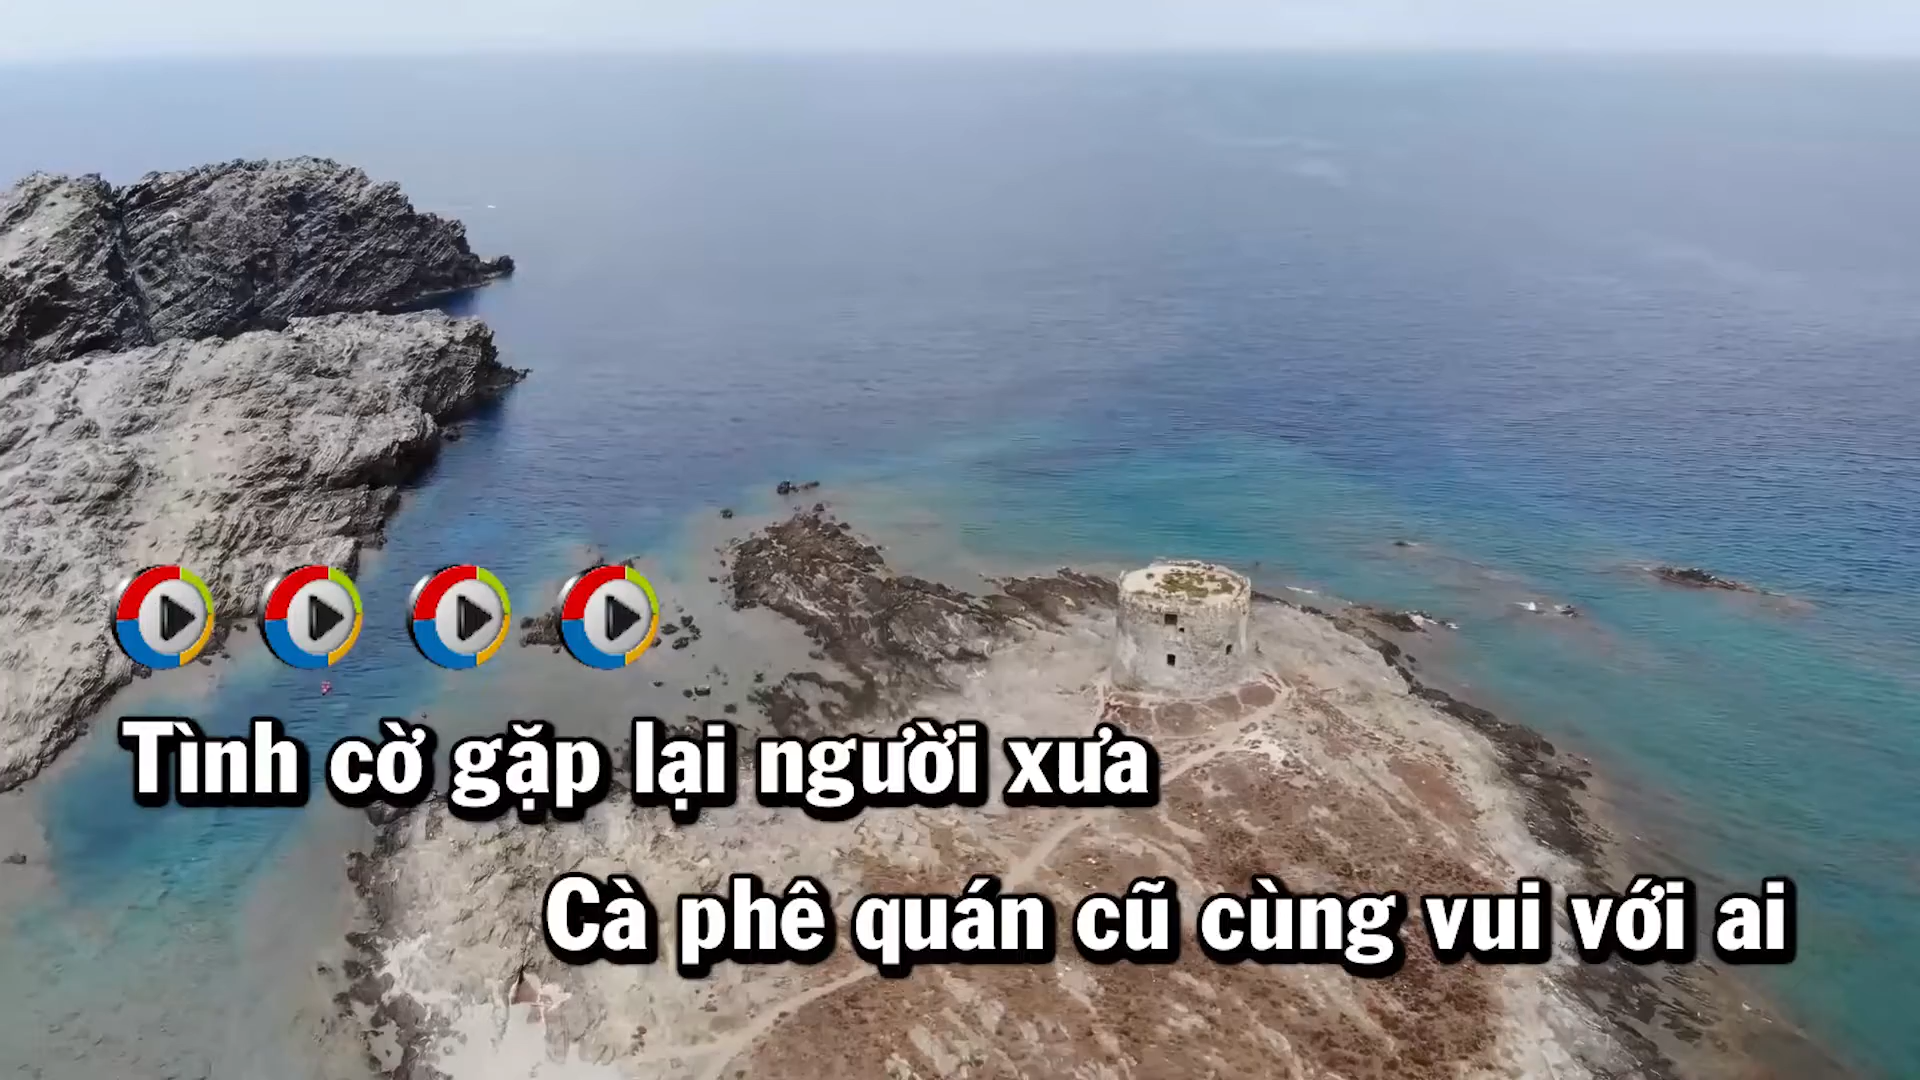 Tình cờ gặp lại người xưa
Cà phê quán cũ cùng vui với ai